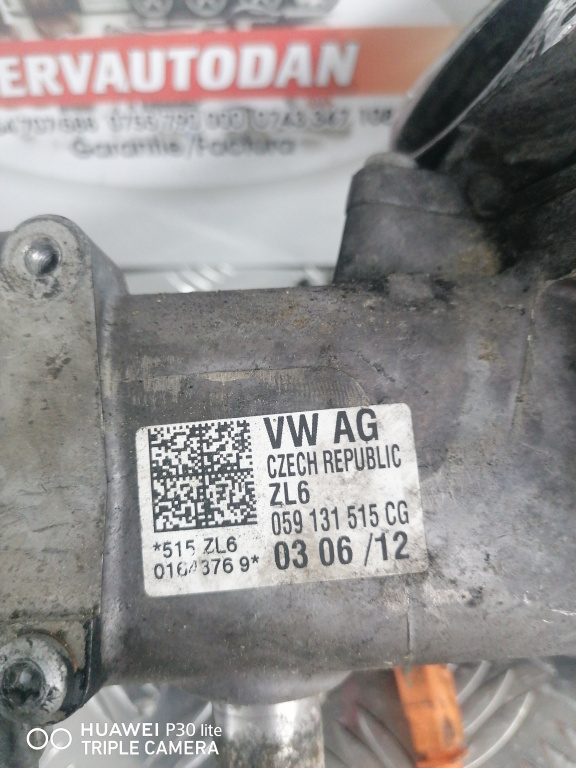 ERVAUTODAN
Garantie/Factura
VW AG
CZECH REPUBLIC
ZL6
059 131 515 CG
*515 ZL6
03 06 /12
HUAWEI P30 lite
TRIPLE CAMERA